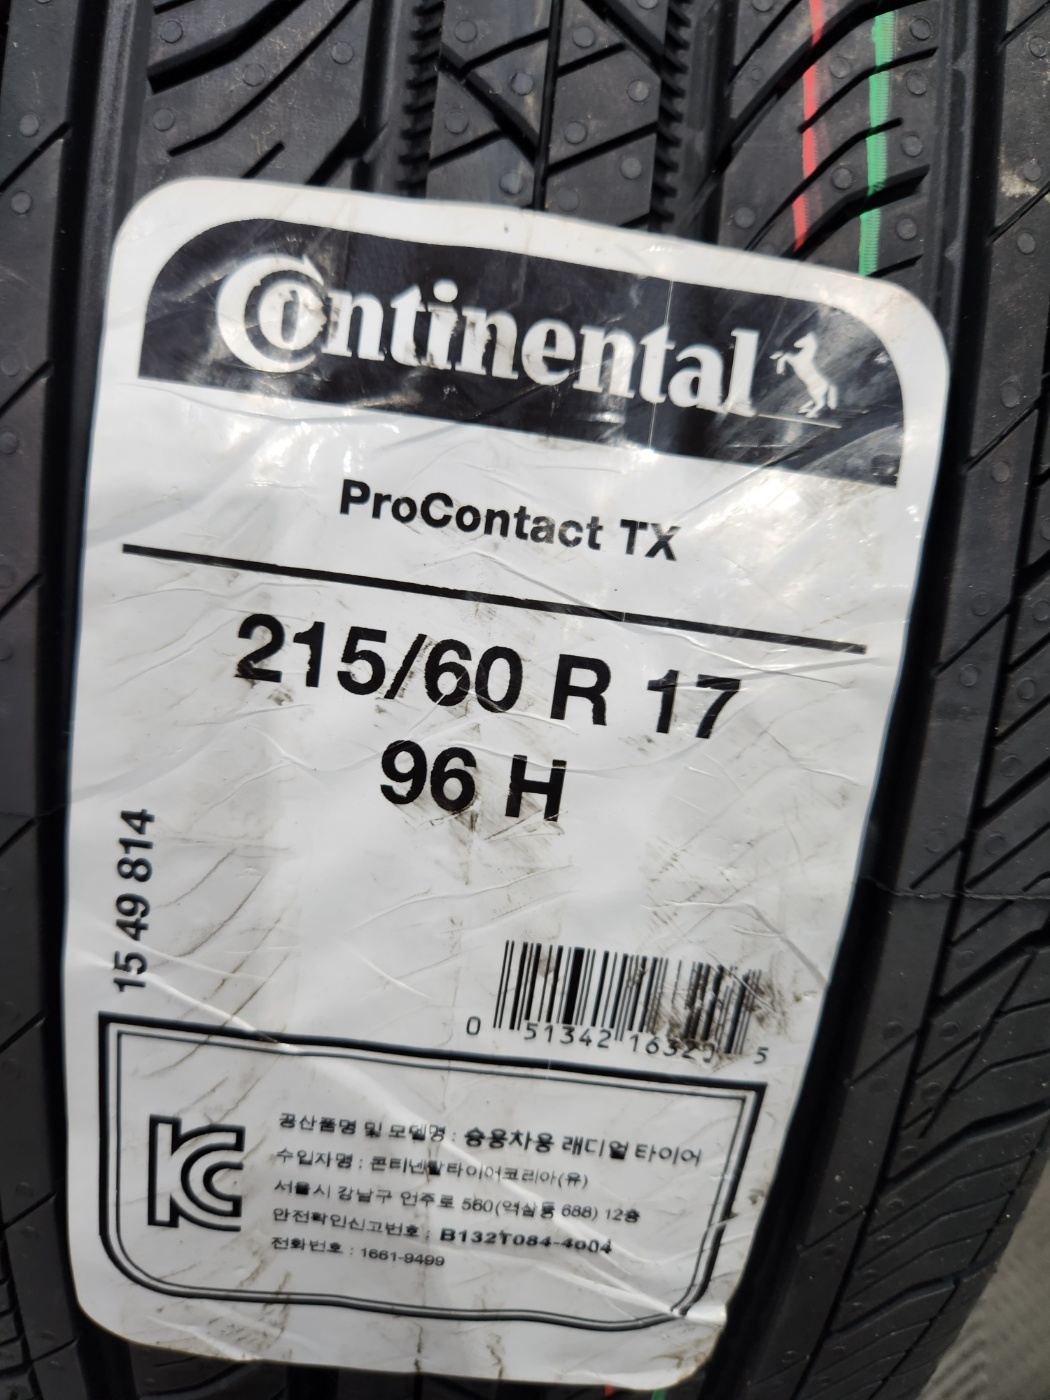 Continental
ProContact TX
215/60 R 17
96 H
15 49 814
0 51342 16320 5
공산품명 및 모델명 : 승용차용 래디얼 타이어
수입자명 : 콘티넨탈타이어코리아(유)
서울시 강남구 언주로 560(역삼동 688) 12층
안전확인신고번호 : B132T084-4004
전화번호 : 1661-9499